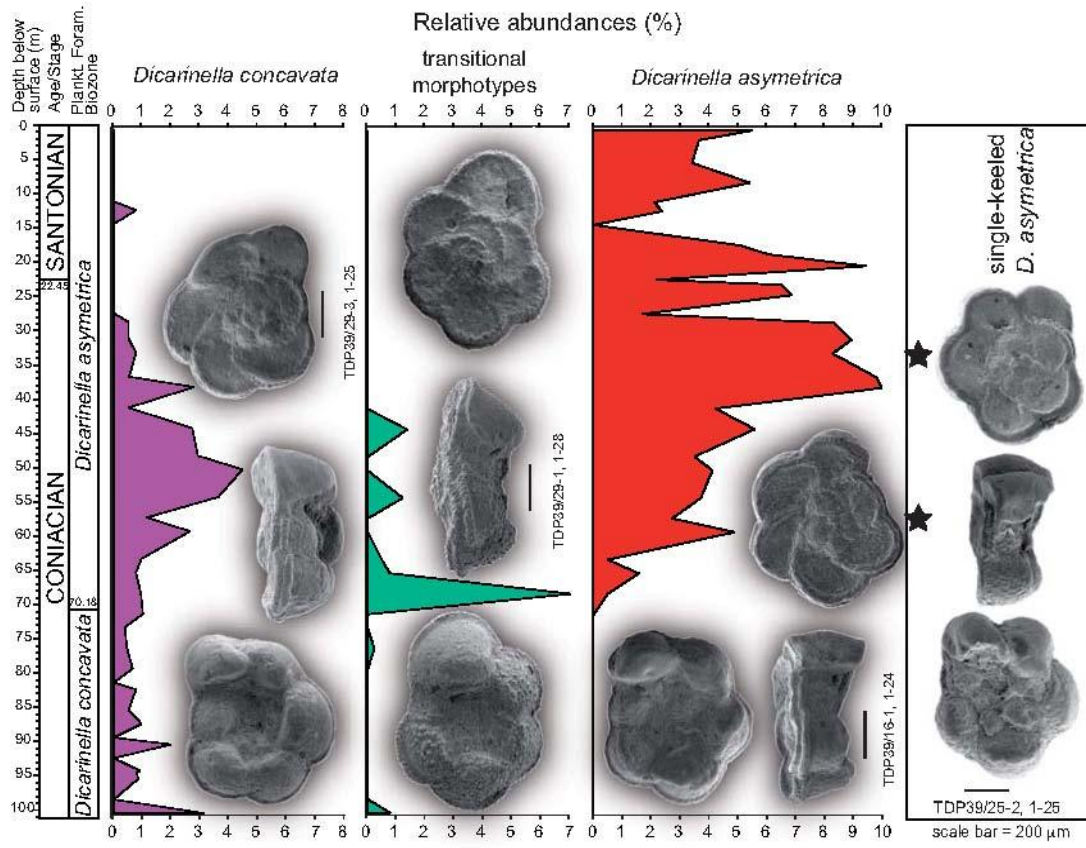 Relative abundances (%)
Depth below
surface (m)
Age/Stage
Plankt. Foram.
Biozone
Dicarinella concavata
transitional
morphotypes
Dicarinella asymetrica
0 1 2 3 4 5 6 7 8
0 1 2 3 4 5 6 7
0 1 2 3 4 5 6 7 8 9 10
0
5
10
15
20
25
30
35
40
45
50
55
60
65
70
75
80
85
90
95
100
SANTONIAN
22.45
CONIACIAN
Dicarinella asymetrica
70.18
Dicarinella concavata
TDP39/29-3, 1-25
TDP39/29-1, 1-28
TDP39/16-1, 1-24
single-keeled
D. asymetrica
TDP39/25-2, 1-25
scale bar = 200 µm
0 1 2 3 4 5 6 7 8
0 1 2 3 4 5 6 7
0 1 2 3 4 5 6 7 8 9 10